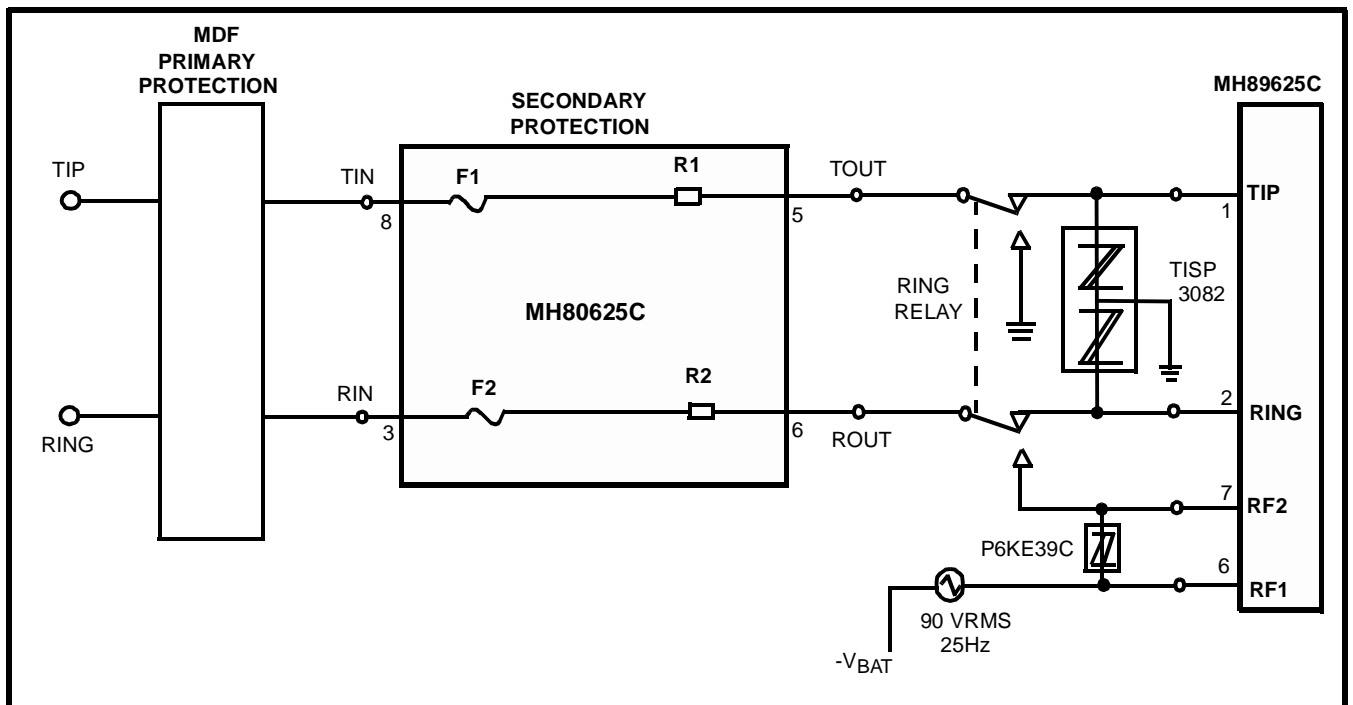 MDF
PRIMARY
PROTECTION
SECONDARY
PROTECTION
MH89625C
TIP
TIN
F1
R1
TOUT
TIP
8
5
1
RING
RELAY
TISP
3082
MH80625C
RIN
F2
R2
2
RING
3
6
ROUT
RING
7
RF2
P6KE39C
6
RF1
90 VRMS
25Hz
-VBAT